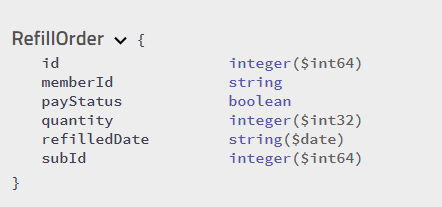 RefillOrder {
id integer($int64)
memberId string
payStatus boolean
quantity integer($int32)
refilledDate string($date)
subId integer($int64)
}